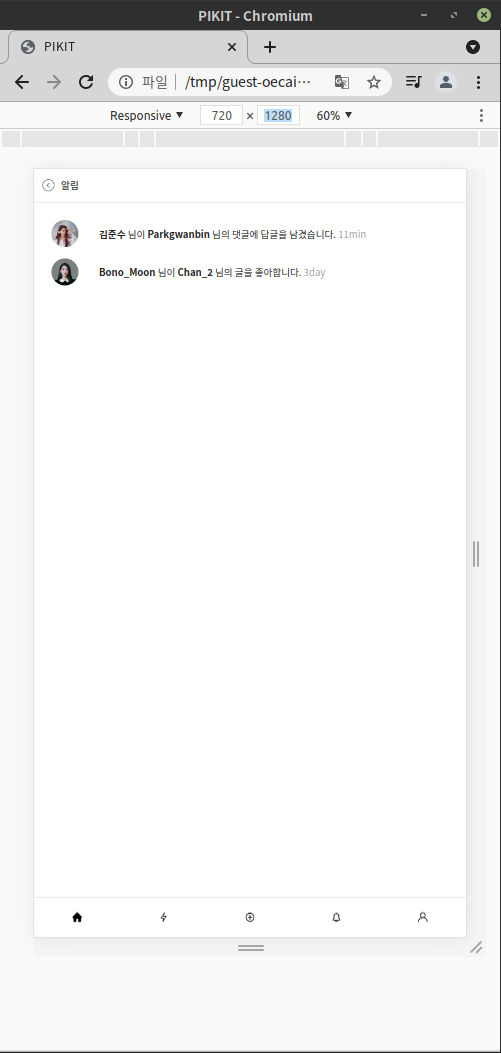 PIKIT - Chromium
PIKIT
파일 /tmp/guest-oecai…
Responsive 720 × 1280 60%
알림
김준수 님이 Parkgwanbin 님의 댓글에 답글을 남겼습니다. 11min
Bono_Moon 님이 Chan_2 님의 글을 좋아합니다. 3day